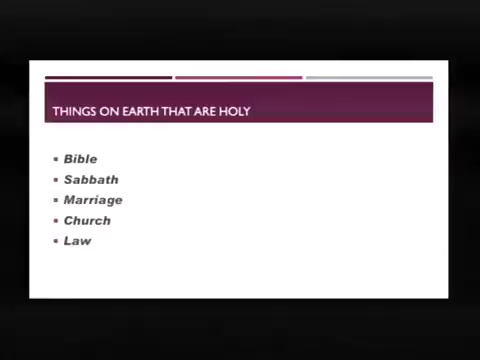 THINGS ON EARTH THAT ARE HOLY
▪ Bible
▪ Sabbath
▪ Marriage
▪ Church
▪ Law